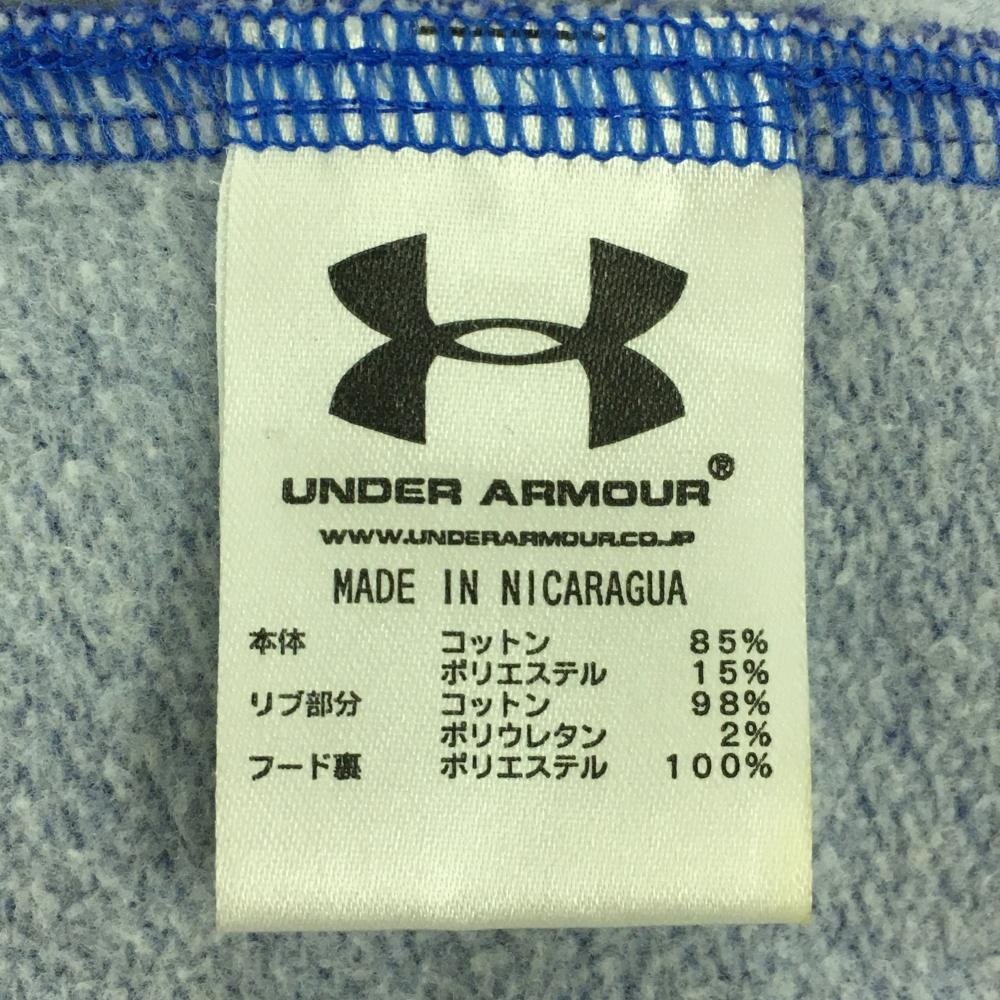 UNDER ARMOUR®
WWW.UNDERARMOUR.CO.JP
MADE IN NICARAGUA
本体 コットン 85%
ポリエステル 15%
リブ部分 コットン 98%
ポリウレタン 2%
フード裏 ポリエステル 100%